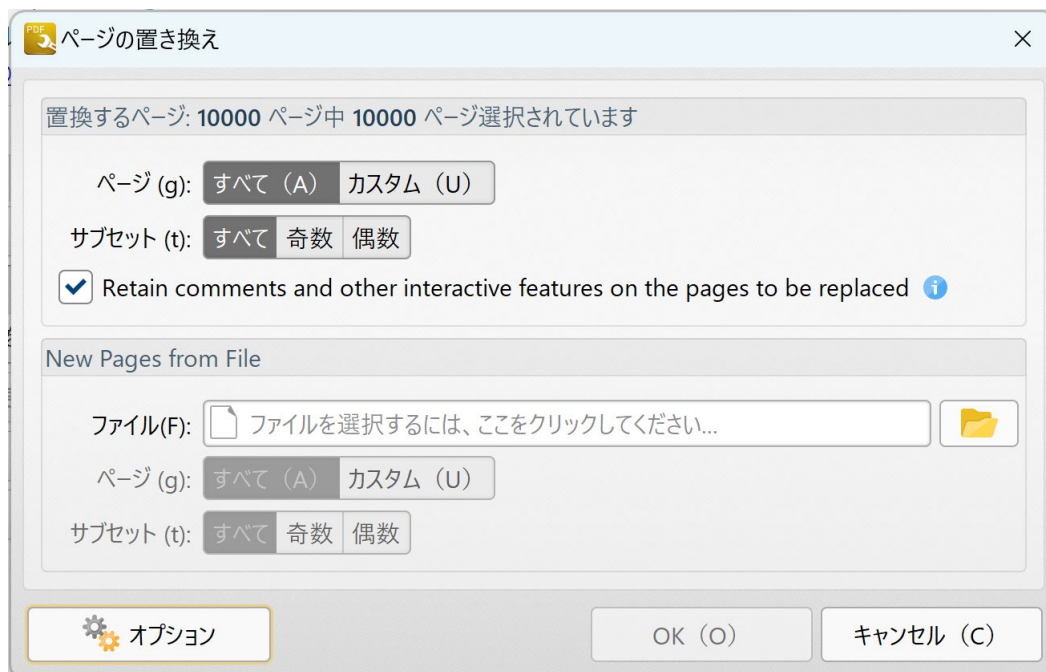 PDF
ページの置き換え
置換するページ: 10000 ページ中 10000 ページ選択されています
ページ (g): すべて（A） カスタム（U）
サブセット (t): すべて 奇数 偶数
Retain comments and other interactive features on the pages to be replaced
New Pages from File
ファイル(F): ファイルを選択するには、ここをクリックしてください...
ページ (g): すべて（A） カスタム（U）
サブセット (t): すべて 奇数 偶数
オプション OK（O） キャンセル（C）